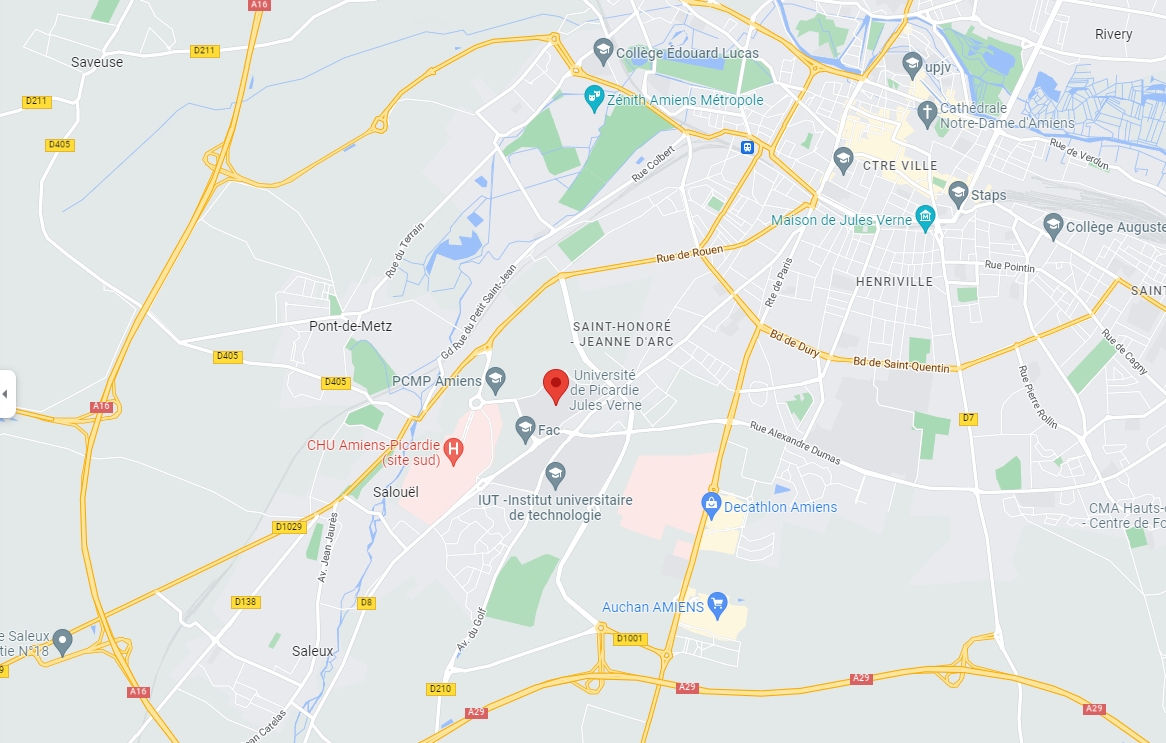 A16
Rivery
D211
Saveuse
Collège Édouard Lucas
upjv
D211
Zénith Amiens Métropole
Cathédrale
Notre-Dame d'Amiens
D405
Rue de Verdun
Rue Colbert
CTRE VILLE
A16
Staps
Maison de Jules Verne
Collège Auguste
Rue du Terrain
Rue de Rouen
Rte de Paris
Rue Pointin
HENRIVILLE
SAINT
Gd Rue du Petit Saint-Jean
Pont-de-Metz
SAINT-HONORÉ
- JEANNE D'ARC
Bd de Dury
Rue de Cagny
D405
Bd de Saint-Quentin
D405
PCMP Amiens
Université
de Picardie
Jules Verne
Rue Pierre Rollin
A16
D7
Fac
Rue Alexandre Dumas
CHU Amiens-Picardie
(site sud)
Salouël
IUT -Institut universitaire
de technologie
Decathlon Amiens
CMA Hauts-
- Centre de Fo
D1029
Av. Jean Jaurès
D138
D8
Auchan AMIENS
Av. du Golf
D1001
e Saleux
tie N°18
Saleux
9
A16
D210
A29
A29
A29
A29
an Catelas